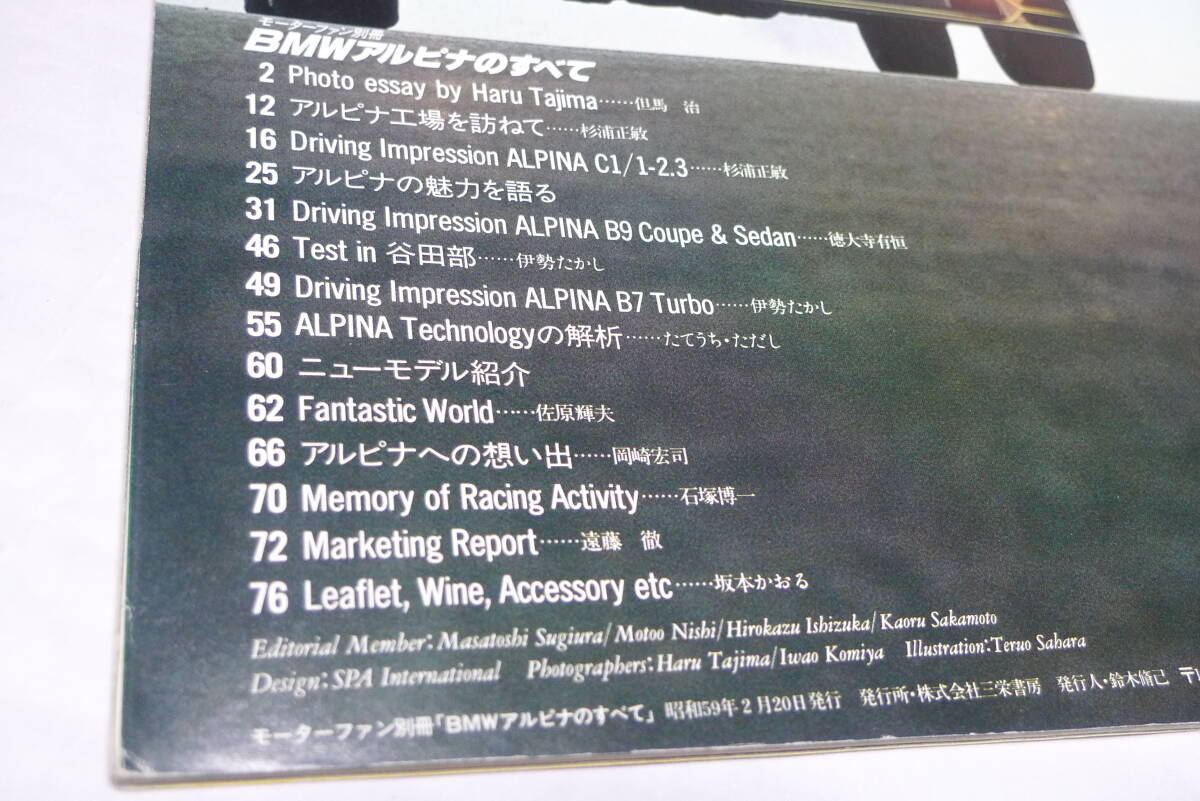 モーターファン別冊
BMWアルピナのすべて
2 Photo essay by Haru Tajima……但馬 治
12 アルピナ工場を訪ねて……杉浦正敏
16 Driving Impression ALPINA C1/1-2.3……杉浦正敏
25 アルピナの魅力を語る
31 Driving Impression ALPINA B9 Coupe & Sedan……徳大寺有恒
46 Test in 谷田部……伊勢たかし
49 Driving Impression ALPINA B7 Turbo……伊勢たかし
55 ALPINA Technologyの解析……たてうち・ただし
60 ニューモデル紹介
62 Fantastic World……佐原輝夫
66 アルピナへの想い出……岡崎宏司
70 Memory of Racing Activity……石塚博一
72 Marketing Report……遠藤 徹
76 Leaflet, Wine, Accessory etc……坂本かおる
Editorial Member: Masatoshi Sugiura/Motoo Nishi/Hirokazu Ishizuka/Kaoru Sakamoto
Design: SPA International Photographers: Haru Tajima/Iwao Komiya Illustration: Teruo Sahara
モーターファン別冊「BMWアルピナのすべて」 昭和59年2月20日発行 発行所・株式会社三栄書房 発行人・鈴木脩己 〒1